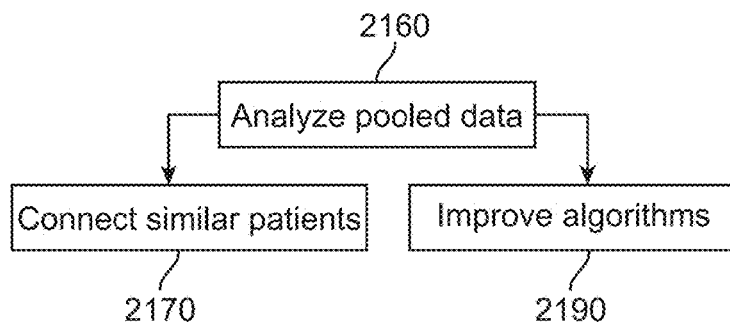 2160
Analyze pooled data
Connect similar patients
Improve algorithms
2170
2190